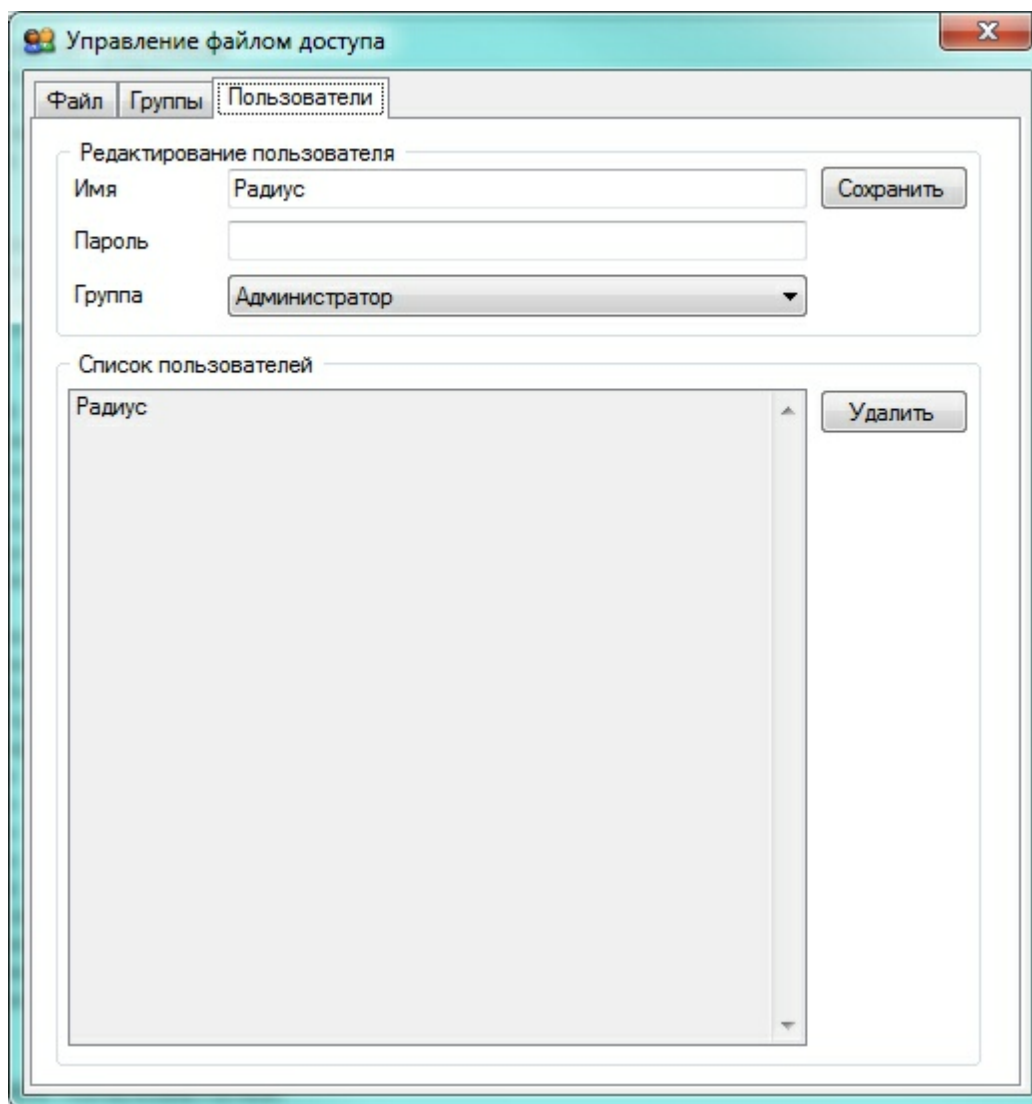 Управление файлом доступа
Файл Группы Пользователи
Редактирование пользователя
Имя Радиус Сохранить
Пароль
Группа Администратор
Список пользователей
Радиус Удалить